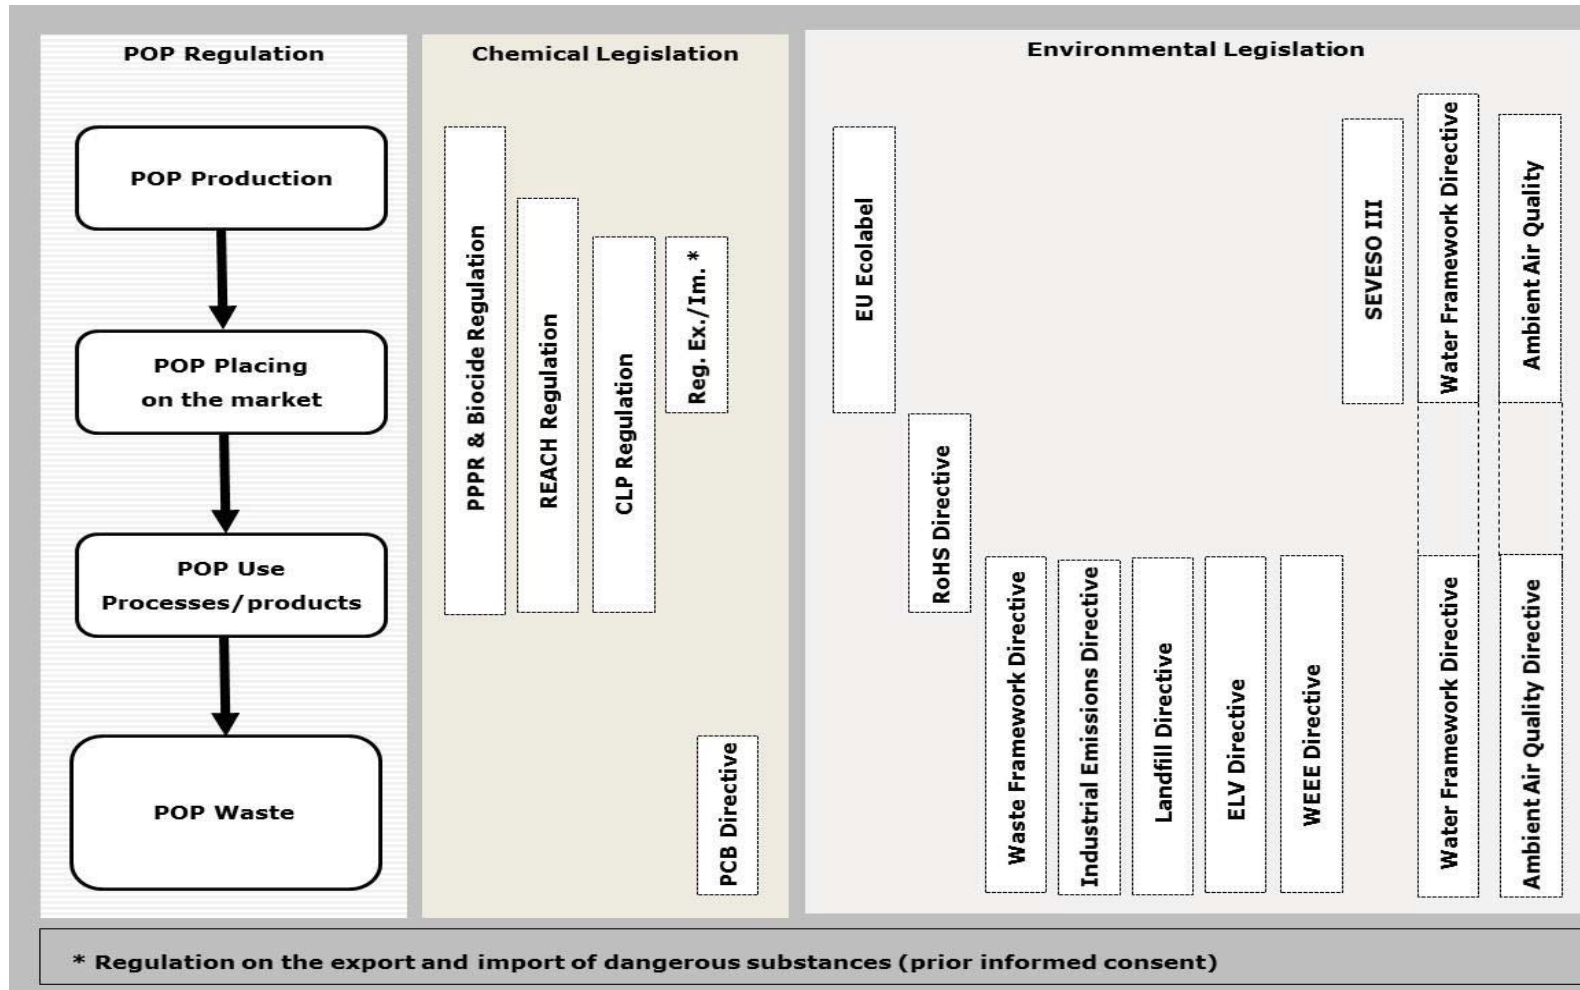 POP Regulation
POP Production
POP Placing
on the market
POP Use
Processes/products
POP Waste
Chemical Legislation
PPPR & Biocide Regulation
REACH Regulation
CLP Regulation
Reg. Ex./Im. *
PCB Directive
Environmental Legislation
EU Ecolabel
RoHS Directive
Waste Framework Directive
Industrial Emissions Directive
Landfill Directive
ELV Directive
WEEE Directive
SEVESO III
Water Framework Directive
Ambient Air Quality
Water Framework Directive
Ambient Air Quality Directive
* Regulation on the export and import of dangerous substances (prior informed consent)